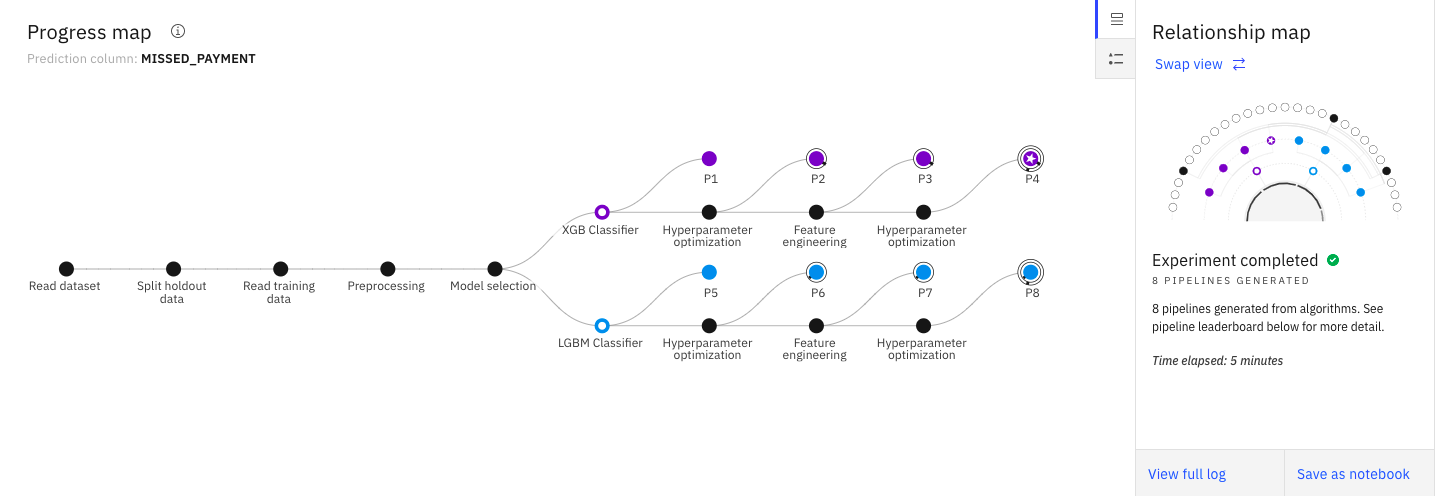 Progress map
Prediction column: MISSED_PAYMENT
P1
P2
P3
P4
XGB Classifier
Hyperparameter
optimization
Feature
engineering
Hyperparameter
optimization
Read dataset
Split holdout
data
Read training
data
Preprocessing
Model selection
P5
P6
P7
P8
LGBM Classifier
Hyperparameter
optimization
Feature
engineering
Hyperparameter
optimization
Relationship map
Swap view
Experiment completed
8 PIPELINES GENERATED
8 pipelines generated from algorithms. See
pipeline leaderboard below for more detail.
Time elapsed: 5 minutes
View full log
Save as notebook